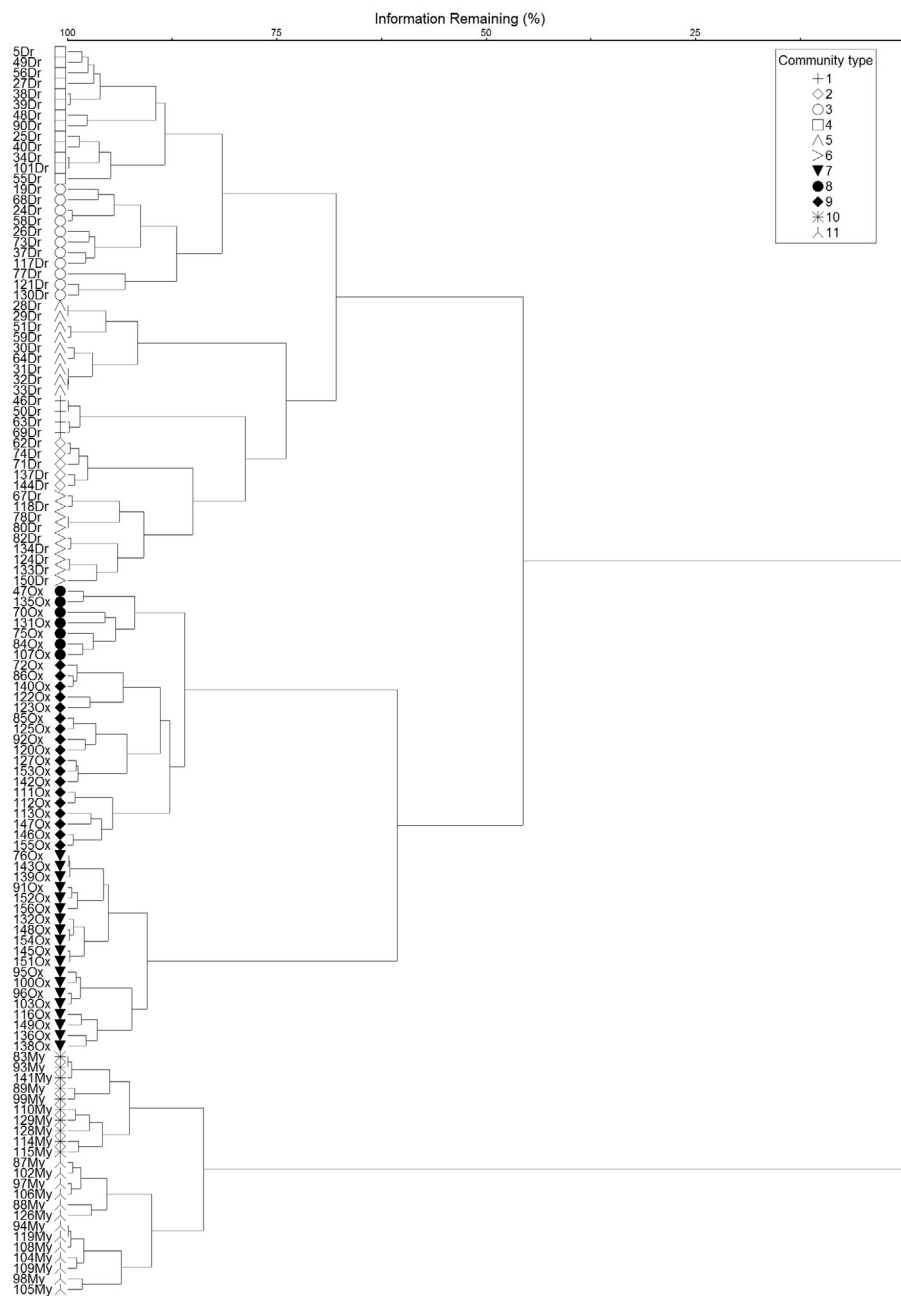 Information Remaining (%)
100 75 50 25
Community type
1
2
3
4
5
6
7
8
9
10
11
5Dr
49Dr
56Dr
27Dr
38Dr
39Dr
48Dr
90Dr
25Dr
40Dr
34Dr
101Dr
55Dr
19Dr
68Dr
24Dr
58Dr
26Dr
73Dr
37Dr
117Dr
77Dr
121Dr
130Dr
28Dr
29Dr
51Dr
59Dr
30Dr
64Dr
31Dr
32Dr
33Dr
46Dr
50Dr
63Dr
69Dr
62Dr
74Dr
71Dr
137Dr
144Dr
67Dr
118Dr
78Dr
80Dr
82Dr
134Dr
124Dr
133Dr
150Dr
47Ox
135Ox
70Ox
131Ox
75Ox
84Ox
107Ox
72Ox
86Ox
140Ox
122Ox
123Ox
85Ox
125Ox
92Ox
120Ox
127Ox
153Ox
142Ox
111Ox
112Ox
113Ox
147Ox
146Ox
155Ox
76Ox
143Ox
139Ox
91Ox
152Ox
156Ox
132Ox
148Ox
154Ox
145Ox
151Ox
95Ox
100Ox
96Ox
103Ox
116Ox
149Ox
136Ox
138Ox
83My
93My
141My
89My
99My
110My
129My
128My
114My
115My
87My
102My
97My
106My
88My
126My
94My
119My
108My
104My
109My
98My
105My